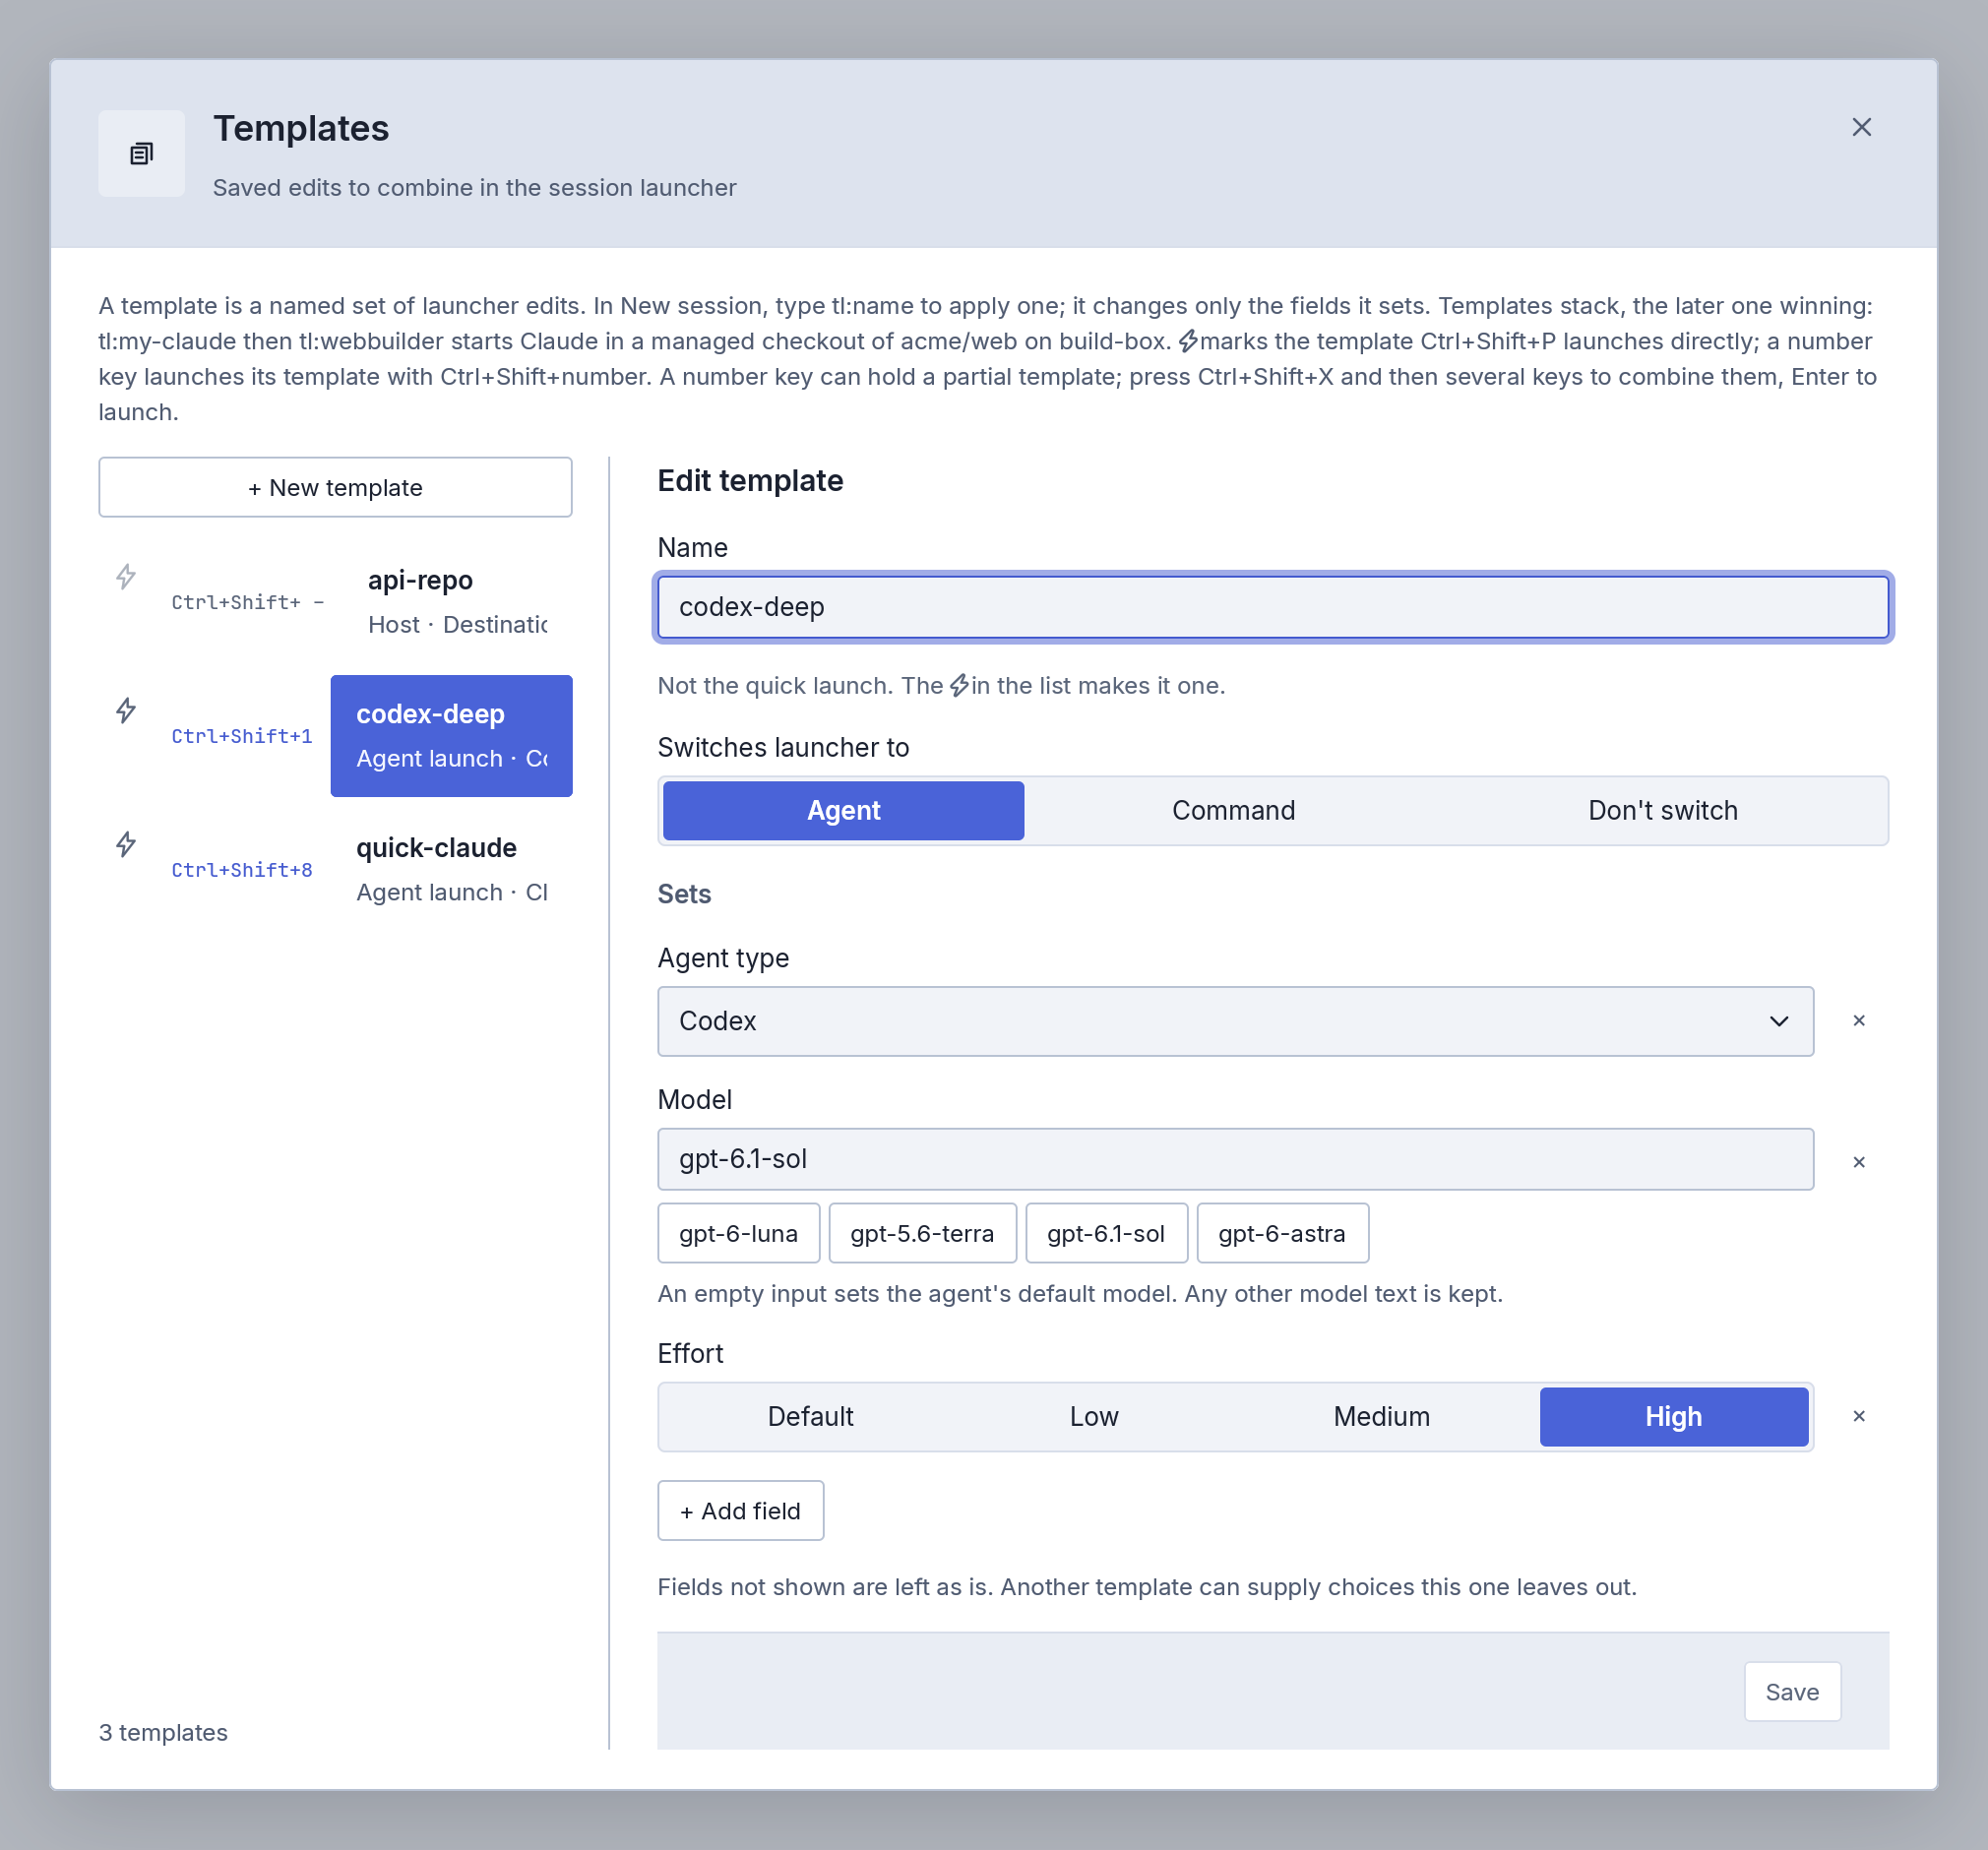 Templates
Saved edits to combine in the session launcher
A template is a named set of launcher edits. In New session, type tl:name to apply one; it changes only the fields it sets. Templates stack, the later one winning:
tl:my-claude then tl:webbuilder starts Claude in a managed checkout of acme/web on build-box. marks the template Ctrl+Shift+P launches directly; a number
key launches its template with Ctrl+Shift+number. A number key can hold a partial template; press Ctrl+Shift+X and then several keys to combine them, Enter to
launch.
+ New template
Ctrl+Shift+ –
api-repo
Host ·
Ctrl+Shift+1
codex-deep
Agent launch ·
Ctrl+Shift+8
quick-claude
Agent launch ·
3 templates
Edit template
Name
codex-deep
Not the quick launch. The in the list makes it one.
Switches launcher to
Agent
Command
Don't switch
Sets
Agent type
Codex
×
Model
gpt-6.1-sol
×
gpt-6-luna
gpt-5.6-terra
gpt-6.1-sol
gpt-6-astra
An empty input sets the agent's default model. Any other model text is kept.
Effort
Default
Low
Medium
High
×
+ Add field
Fields not shown are left as is. Another template can supply choices this one leaves out.
Save